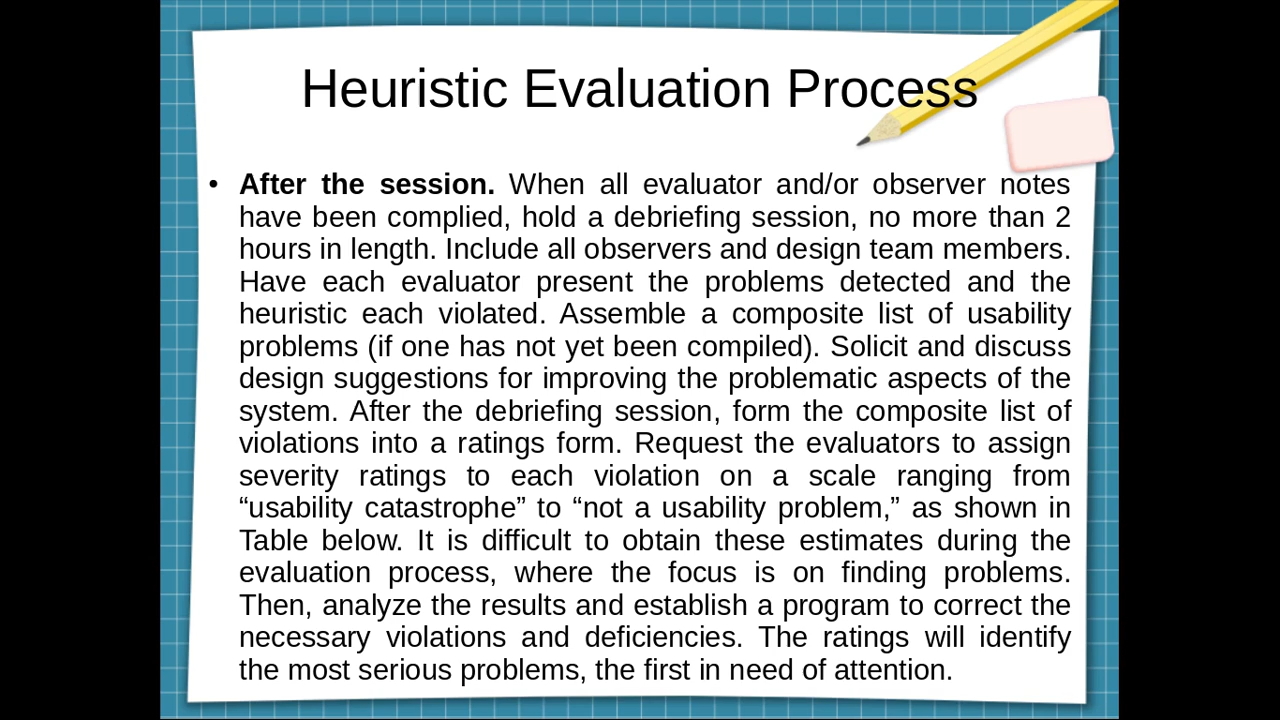 Heuristic Evaluation Process
• After the session. When all evaluator and/or observer notes
have been complied, hold a debriefing session, no more than 2
hours in length. Include all observers and design team members.
Have each evaluator present the problems detected and the
heuristic each violated. Assemble a composite list of usability
problems (if one has not yet been compiled). Solicit and discuss
design suggestions for improving the problematic aspects of the
system. After the debriefing session, form the composite list of
violations into a ratings form. Request the evaluators to assign
severity ratings to each violation on a scale ranging from
“usability catastrophe” to “not a usability problem,” as shown in
Table below. It is difficult to obtain these estimates during the
evaluation process, where the focus is on finding problems.
Then, analyze the results and establish a program to correct the
necessary violations and deficiencies. The ratings will identify
the most serious problems, the first in need of attention.